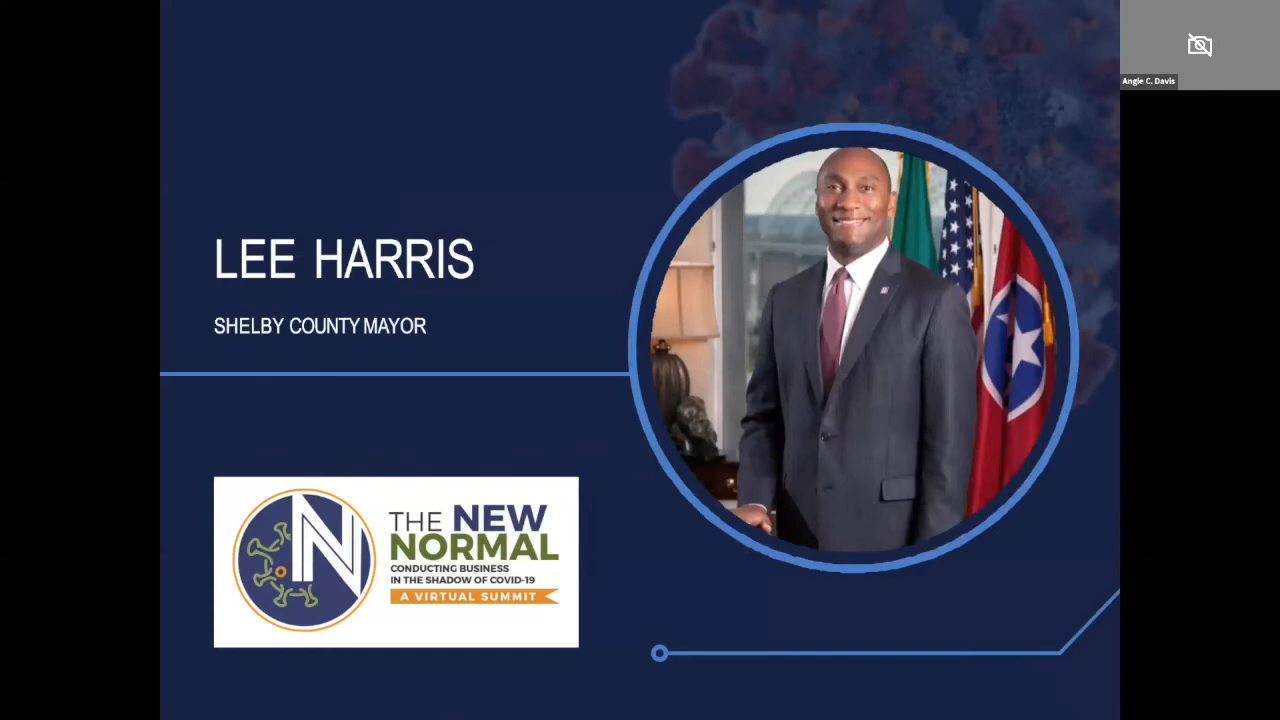 Angie C. Davis
LEE HARRIS
SHELBY COUNTY MAYOR
N
THE NEW
NORMAL
CONDUCTING BUSINESS
IN THE SHADOW OF COVID-19
A VIRTUAL SUMMIT